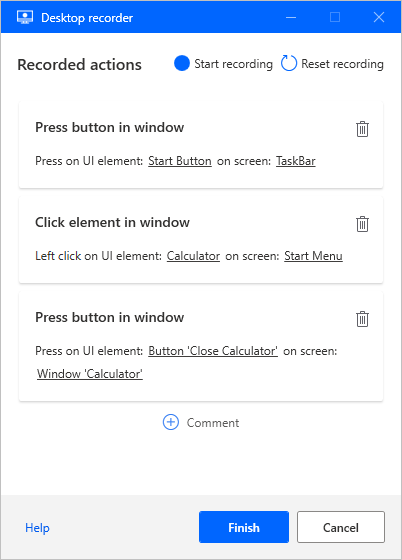 Desktop recorder
Recorded actions
Start recording
Reset recording
Press button in window
Press on UI element: Start Button on screen: TaskBar
Click element in window
Left click on UI element: Calculator on screen: Start Menu
Press button in window
Press on UI element: Button 'Close Calculator' on screen:
Window 'Calculator'
Comment
Help
Finish
Cancel